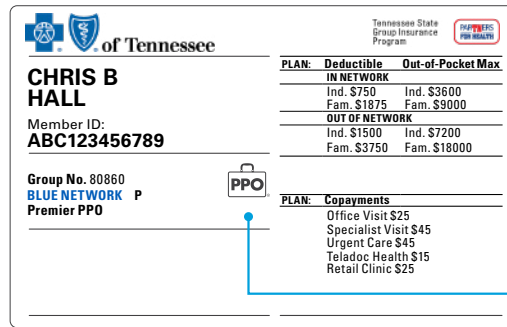 of Tennessee
Tennessee State
Group Insurance
Program
PARTNERS
FOR HEALTH
CHRIS B
HALL
Member ID:
ABC123456789
Group No. 80860
BLUE NETWORK P
Premier PPO
PPO
PLAN: Deductible Out-of-Pocket Max
IN NETWORK
Ind. $750 Ind. $3600
Fam. $1875 Fam. $9000
OUT OF NETWORK
Ind. $1500 Ind. $7200
Fam. $3750 Fam. $18000
PLAN: Copayments
Office Visit $25
Specialist Visit $45
Urgent Care $45
Teladoc Health $15
Retail Clinic $25